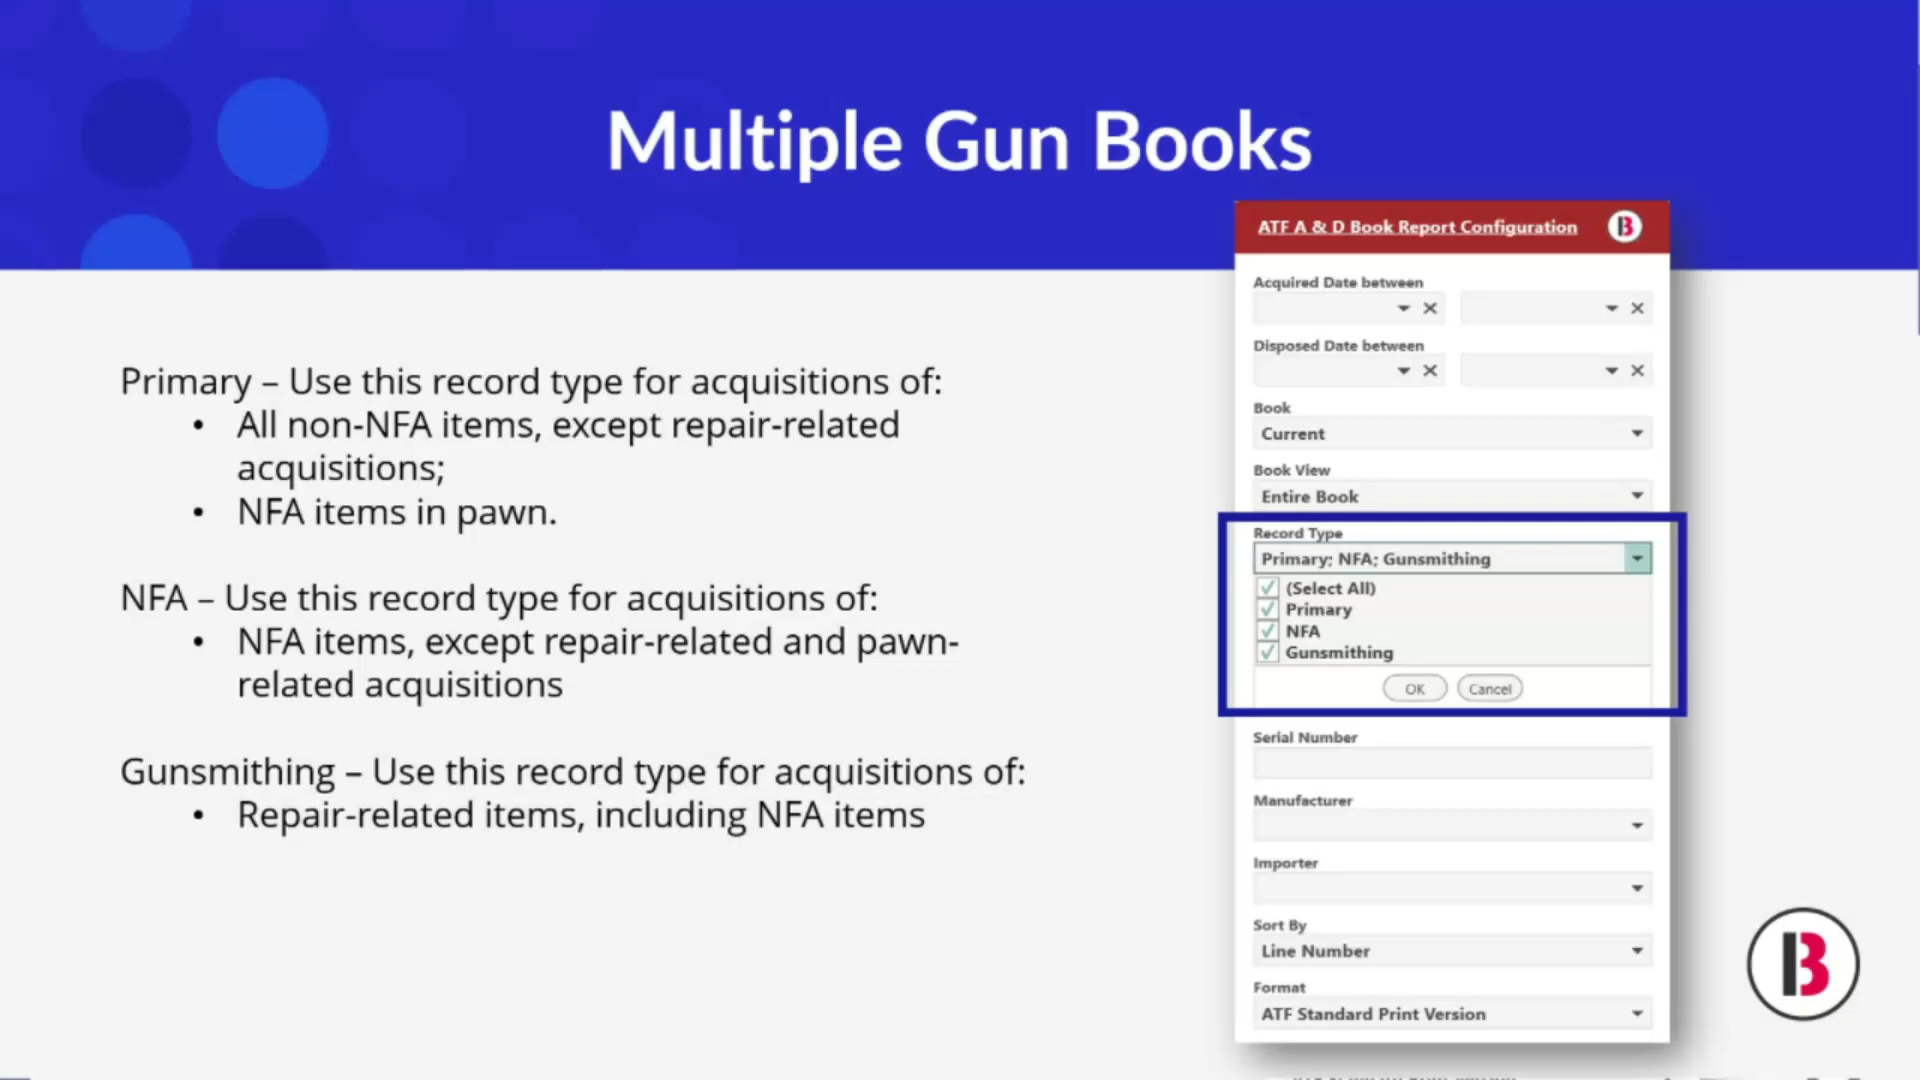 Multiple Gun Books
Primary – Use this record type for acquisitions of:
• All non-NFA items, except repair-related
acquisitions;
• NFA items in pawn.
NFA – Use this record type for acquisitions of:
• NFA items, except repair-related and pawn-
related acquisitions
Gunsmithing – Use this record type for acquisitions of:
• Repair-related items, including NFA items
ATF A & D Book Report Configuration
B
Acquired Date between
Disposed Date between
Book
Current
Book View
Entire Book
Record Type
Primary; NFA; Gunsmithing
(Select All)
Primary
NFA
Gunsmithing
OK Cancel
Serial Number
Manufacturer
Importer
Sort By
Line Number
Format
ATF Standard Print Version
B